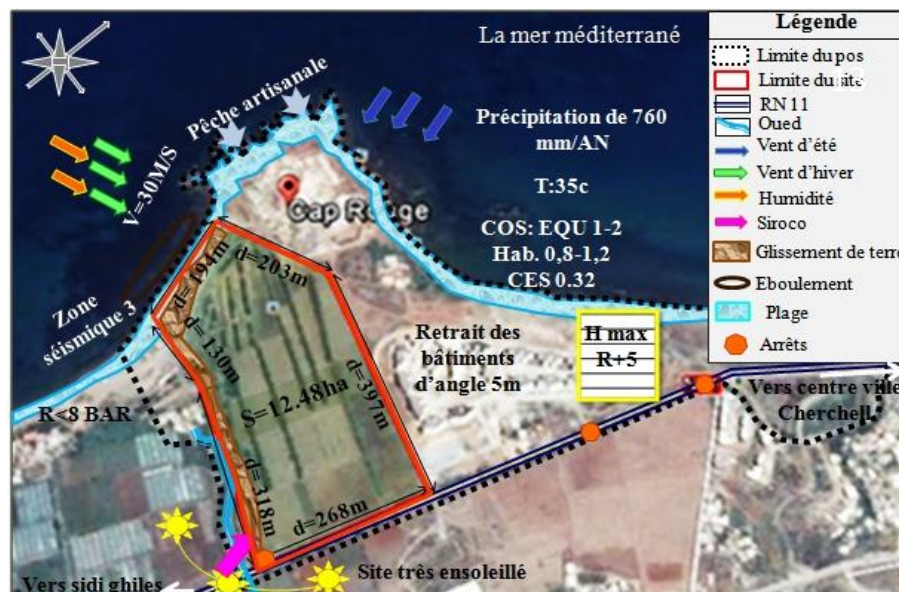 La mer méditerrané
Pêche artisanale
Précipitation de 760
mm/AN
T:35c
COS: EQU 1-2
Hab. 0,8-1,2
CES 0.32
V=30M/S
Cap Rouge
Zone
séismique 3
d= 194m
d=203m
d= 130m
S=12.48ha
d=397m
d=318m
d=268m
Retrait des
bâtiments
d'angle 5m
H max
R+5
R<8 BAR
Vers centre ville
Cherchell
Vers sidi ghiles
Site très ensoleillé
Légende
Limite du pos
Limite du site
RN 11
Oued
Vent d'été
Vent d'hiver
Humidité
Siroco
Glissement de terre
Eboulement
Plage
Arrêts